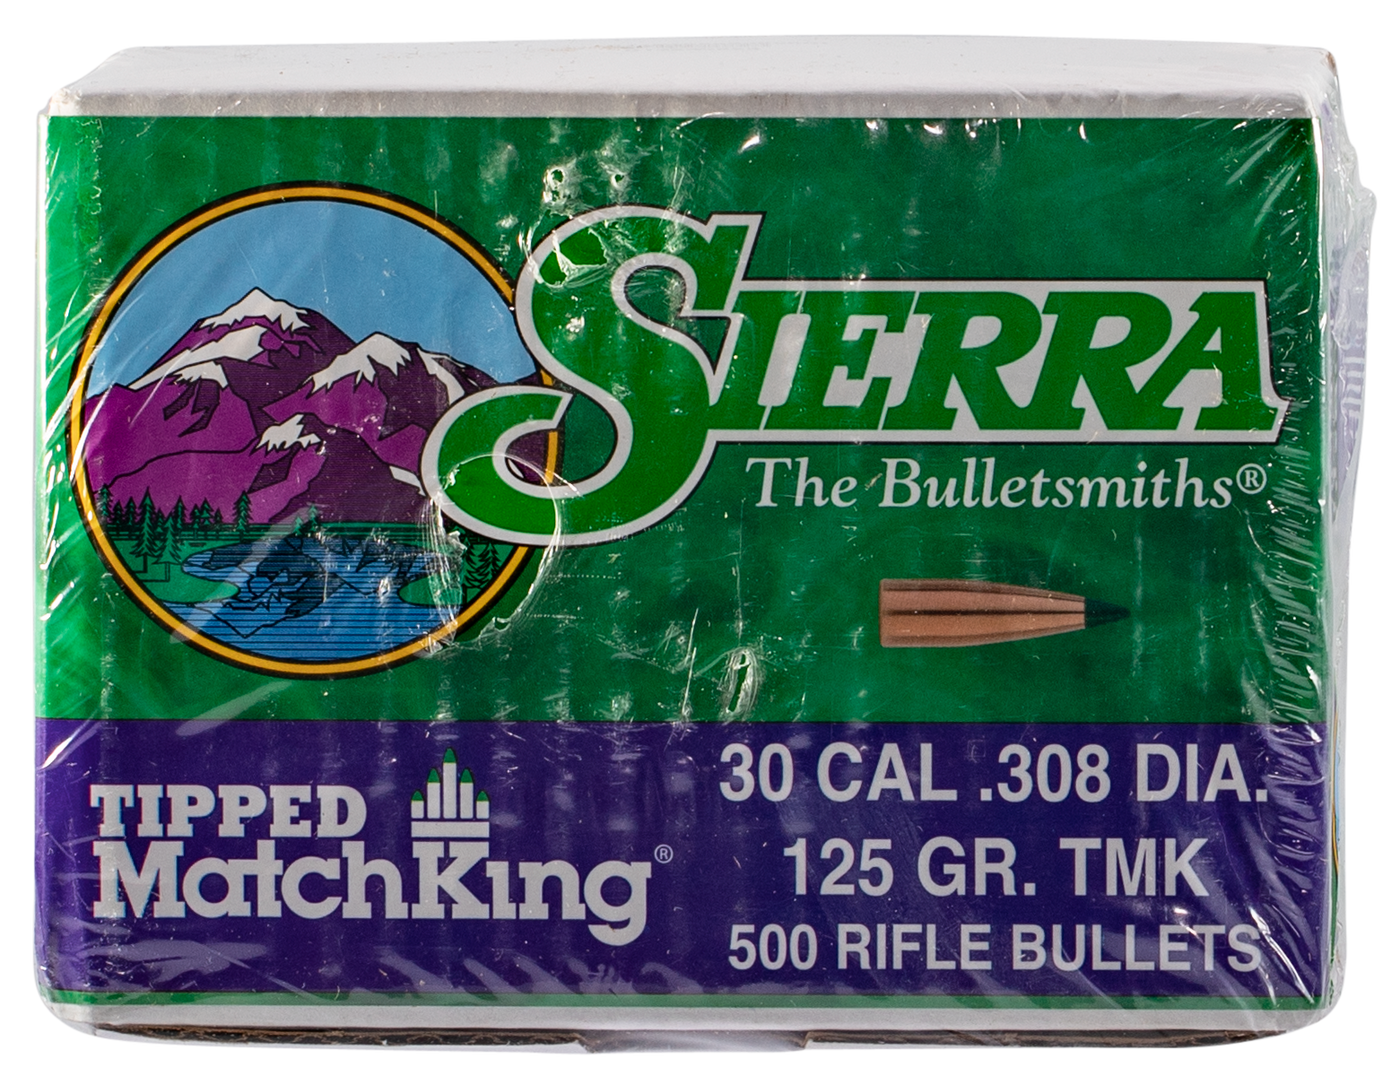 SIERRA
The Bulletsmiths®
TIPPED
MatchKing®
30 CAL .308 DIA.
125 GR. TMK
500 RIFLE BULLETS